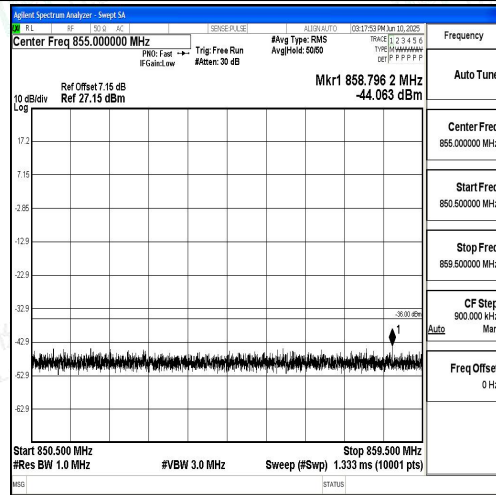 Agilent Spectrum Analyzer - Swept SA
RL RF 50 Ω AC SENSE:PULSE ALIGN AUTO 03:17:53 PM Jun 10, 2025
Center Freq 855.000000 MHz #Avg Type: RMS TRACE 1 2 3 4 5 6
PNO: Fast Trig: Free Run Avg|Hold: 50/50 TYPE M
IFGain:Low #Atten: 30 dB DET P P P P P P
Mkr1 858.796 2 MHz
-44.063 dBm
Ref Offset 7.15 dB
10 dB/div Ref 27.15 dBm
Log
17.2
7.15
-2.85
-12.9
-22.9
-32.9
-36.00 dBm
1
-42.9
-52.9
-62.9
Start 850.500 MHz Stop 859.500 MHz
#Res BW 1.0 MHz #VBW 3.0 MHz Sweep (#Swp) 1.333 ms (10001 pts)
MSG STATUS
Frequency
Auto Tune
Center Freq
855.000000 MHz
Start Freq
850.500000 MHz
Stop Freq
859.500000 MHz
CF Step
900.000 kHz
Auto Man
Freq Offset
0 Hz